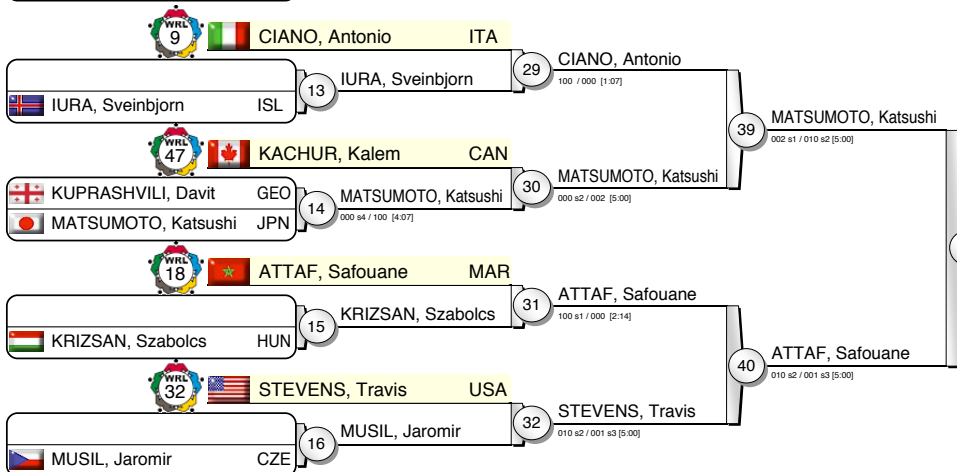 WRL
9
CIANO, Antonio ITA
IURA, Sveinbjorn ISL
13
IURA, Sveinbjorn
29
CIANO, Antonio
100 / 000 [1:07]
WRL
47
KACHUR, Kalem CAN
KUPRASHVILI, Davit GEO
MATSUMOTO, Katsushi JPN
14
MATSUMOTO, Katsushi
000 s4 / 100 [4:07]
30
MATSUMOTO, Katsushi
000 s2 / 002 [5:00]
39
MATSUMOTO, Katsushi
002 s1 / 010 s2 [5:00]
WRL
18
ATTAF, Safouane MAR
KRIZSAN, Szabolcs HUN
15
KRIZSAN, Szabolcs
31
ATTAF, Safouane
100 s1 / 000 [2:14]
WRL
32
STEVENS, Travis USA
MUSIL, Jaromir CZE
16
MUSIL, Jaromir
32
STEVENS, Travis
010 s2 / 001 s3 [5:00]
40
ATTAF, Safouane
010 s2 / 001 s3 [5:00]